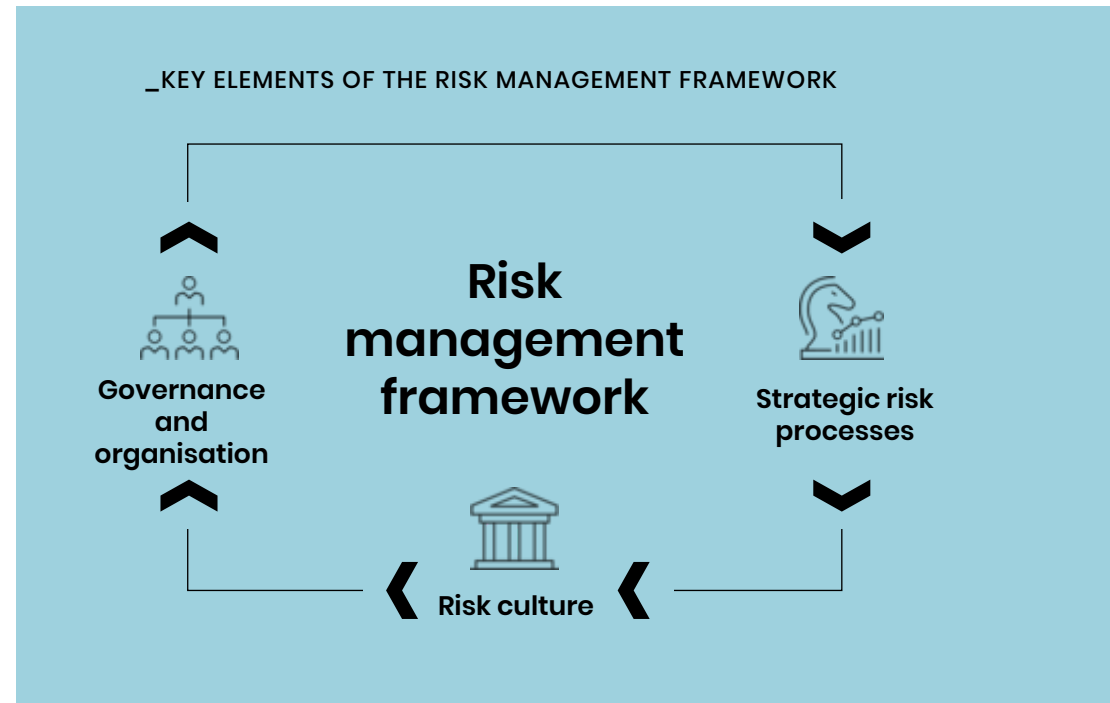 _KEY ELEMENTS OF THE RISK MANAGEMENT FRAMEWORK
Risk
management
framework
Governance
and
organisation
Strategic risk
processes
Risk culture